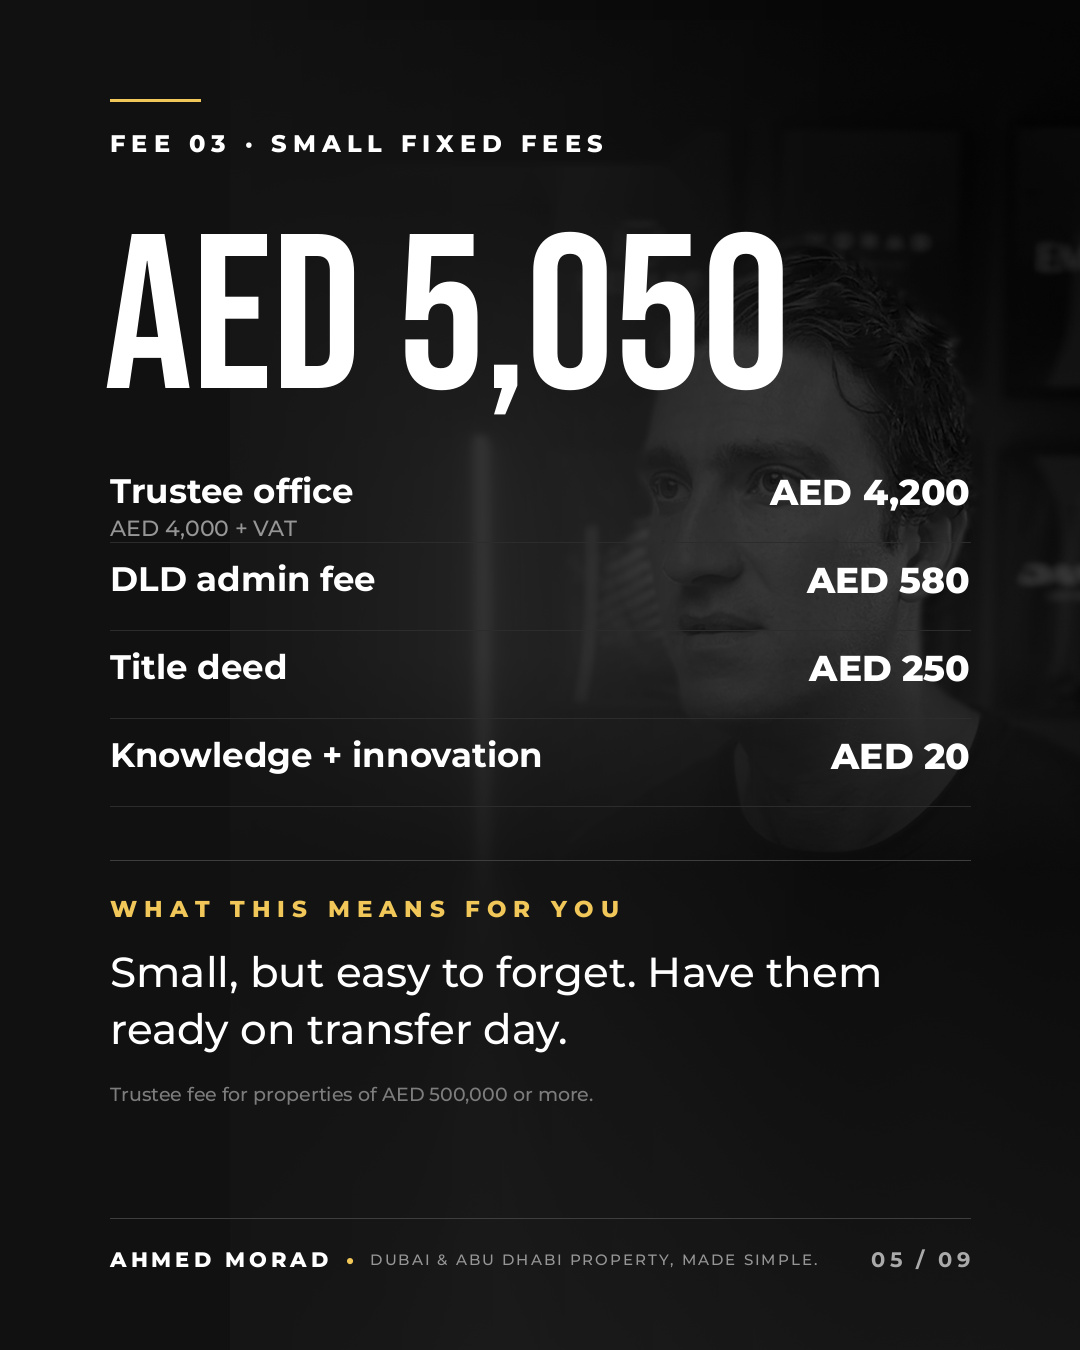 FEE 03 · SMALL FIXED FEES
AED 5,050
Trustee office AED 4,200
AED 4,000 + VAT
DLD admin fee AED 580
Title deed AED 250
Knowledge + innovation AED 20
WHAT THIS MEANS FOR YOU
Small, but easy to forget. Have them
ready on transfer day.
Trustee fee for properties of AED 500,000 or more.
AHMED MORAD • DUBAI & ABU DHABI PROPERTY, MADE SIMPLE. 05 / 09